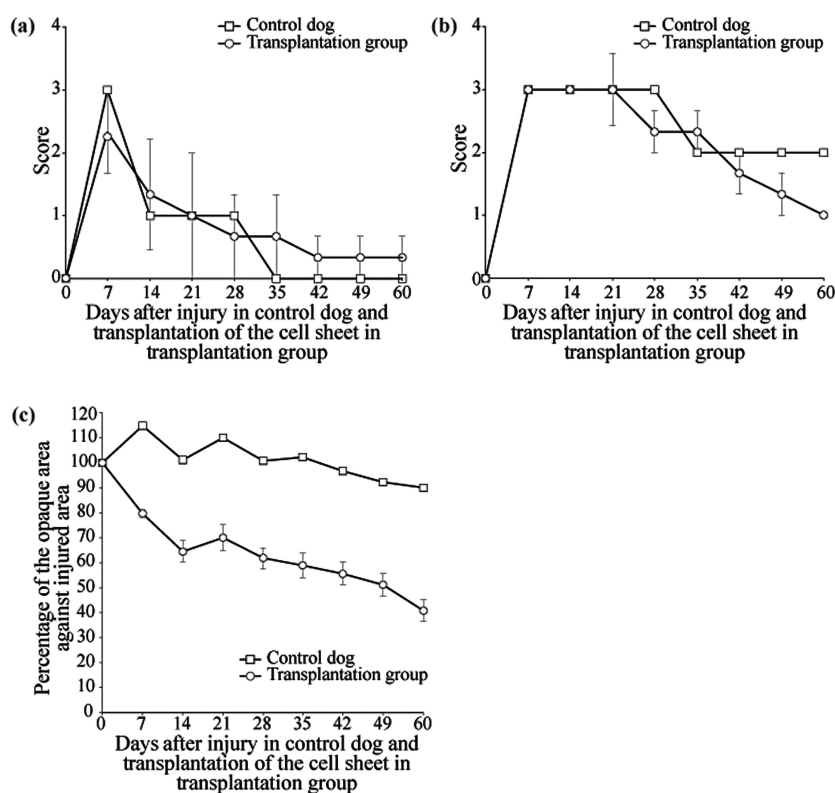 (a)
Control dog
Transplantation group
4
3
2
1
0
Score
0 7 14 21 28 35 42 49 60
Days after injury in control dog and
transplantation of the cell sheet in
transplantation group
(b)
Control dog
Transplantation group
4
3
2
1
0
Score
0 7 14 21 28 35 42 49 60
Days after injury in control dog and
transplantation of the cell sheet in
transplantation group
(c)
120
110
100
90
80
70
60
50
40
30
20
10
0
Percentage of the opaque area
against injured area
Control dog
Transplantation group
0 7 14 21 28 35 42 49 60
Days after injury in control dog and
transplantation of the cell sheet in
transplantation group